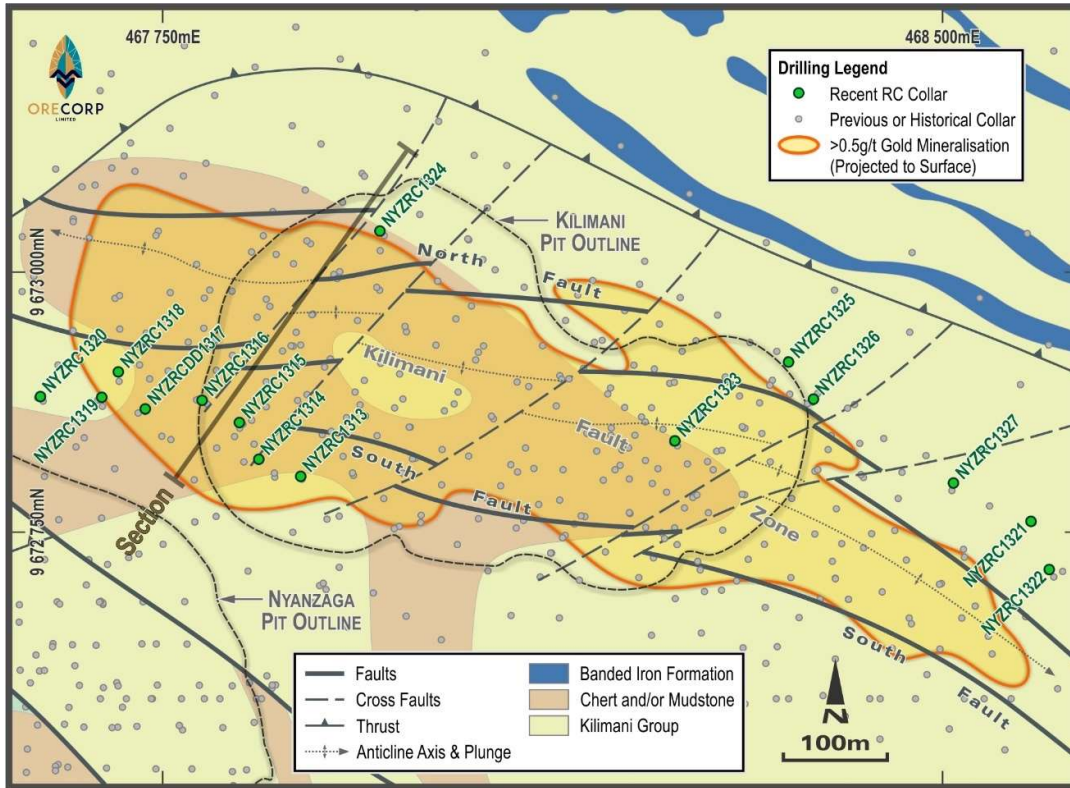 467 750mE
468 500mE
ORECORP
LIMITED
Drilling Legend
Recent RC Collar
Previous or Historical Collar
>0.5g/t Gold Mineralisation
(Projected to Surface)
NYZRC1324
KILIMANI
PIT OUTLINE
9 673 000mN
North
Fault
NYZRC1320
NYZRC1318
NYZRCDD1317
NYZRC1316
NYZRC1315
NYZRC1325
NYZRC1326
Kilimani
NYZRC1319
NYZRC1314
NYZRC1313
NYZRC1323
Fault
NYZRC1327
South
Fault
Section
9 672 750mN
Zone
NYZRC1321
NYZRC1322
NYANZAGA
PIT OUTLINE
South
Fault
Faults
Cross Faults
Thrust
Anticline Axis & Plunge
Banded Iron Formation
Chert and/or Mudstone
Kilimani Group
N
100m